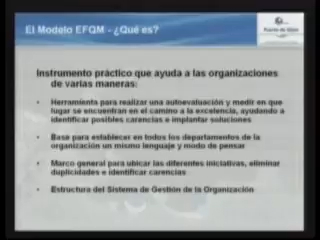 El Modelo EFQM - ¿Qué es?
Puerto de Gijón
Instrumento práctico que ayuda a las organizaciones
de varias maneras:
• Herramienta para realizar una autoevaluación y medir en que
lugar se encuentran en el camino a la excelencia, ayudando a
identificar posibles carencias e implantar soluciones
• Base para establecer en todos los departamentos de la
organización un mismo lenguaje y modo de pensar
• Marco general para ubicar las diferentes iniciativas, eliminar
duplicidades e identificar carencias
• Estructura del Sistema de Gestión de la Organización